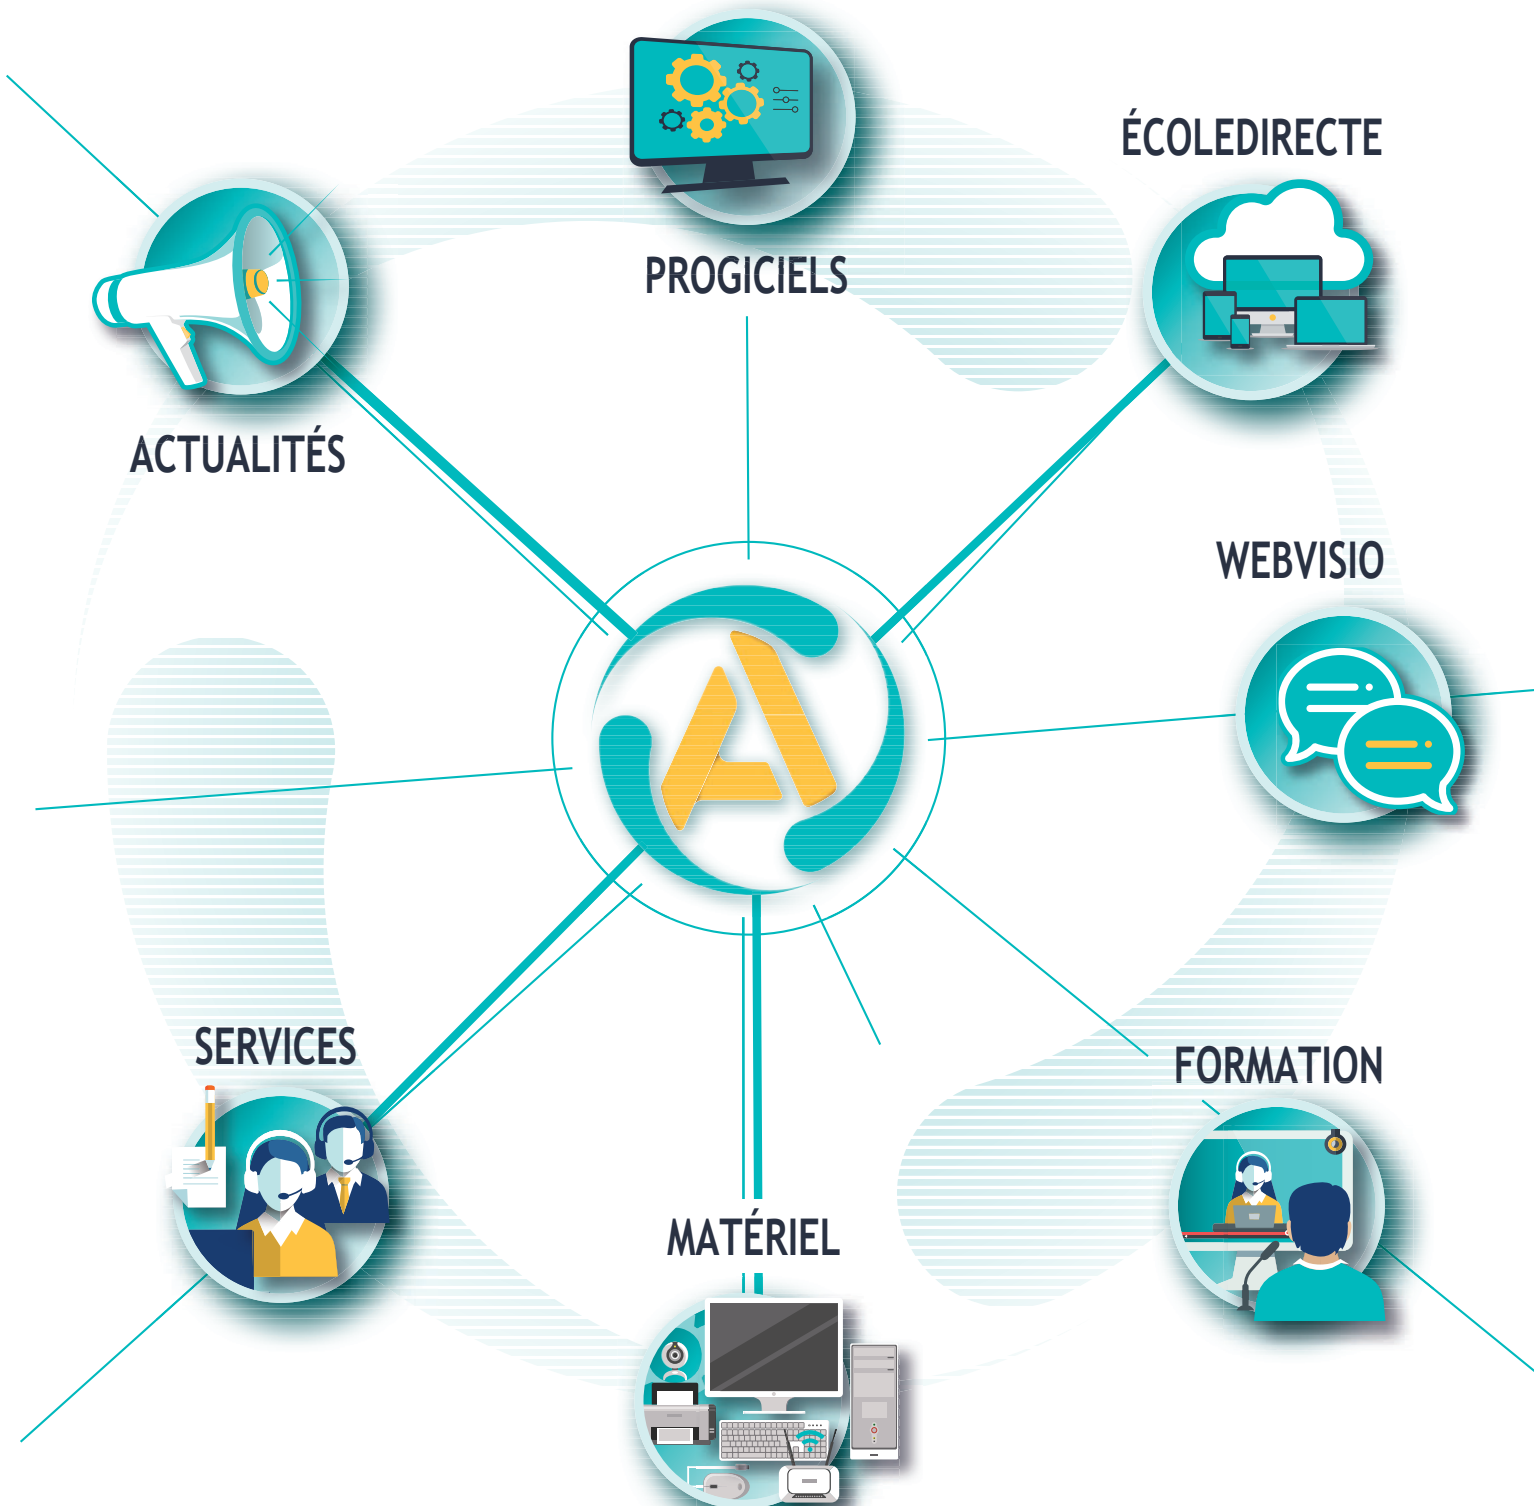 ÉCOLEDIRECTE
PROGICIELS
ACTUALITÉS
WEBVISIO
SERVICES
FORMATION
MATÉRIEL